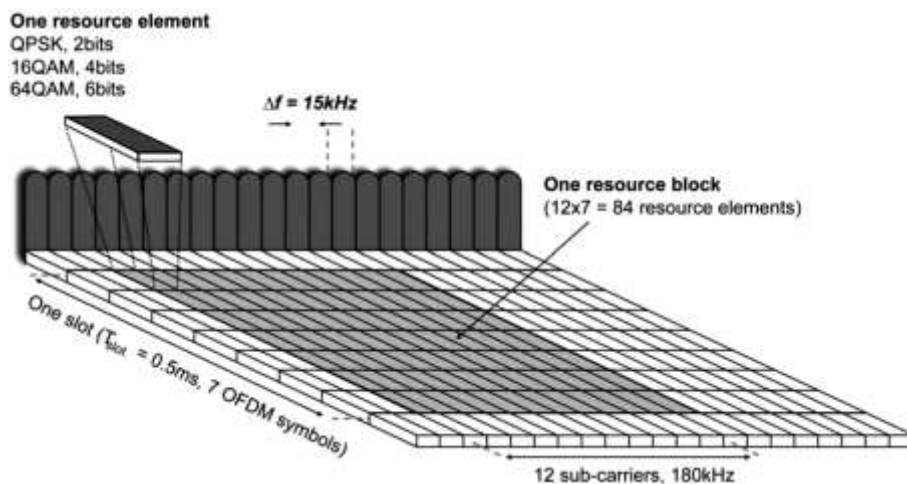 One resource element
QPSK, 2bits
16QAM, 4bits
64QAM, 6bits
Δf = 15kHz
One resource block
(12x7 = 84 resource elements)
One slot (Tslot = 0.5ms, 7 OFDM symbols)
12 sub-carriers, 180kHz